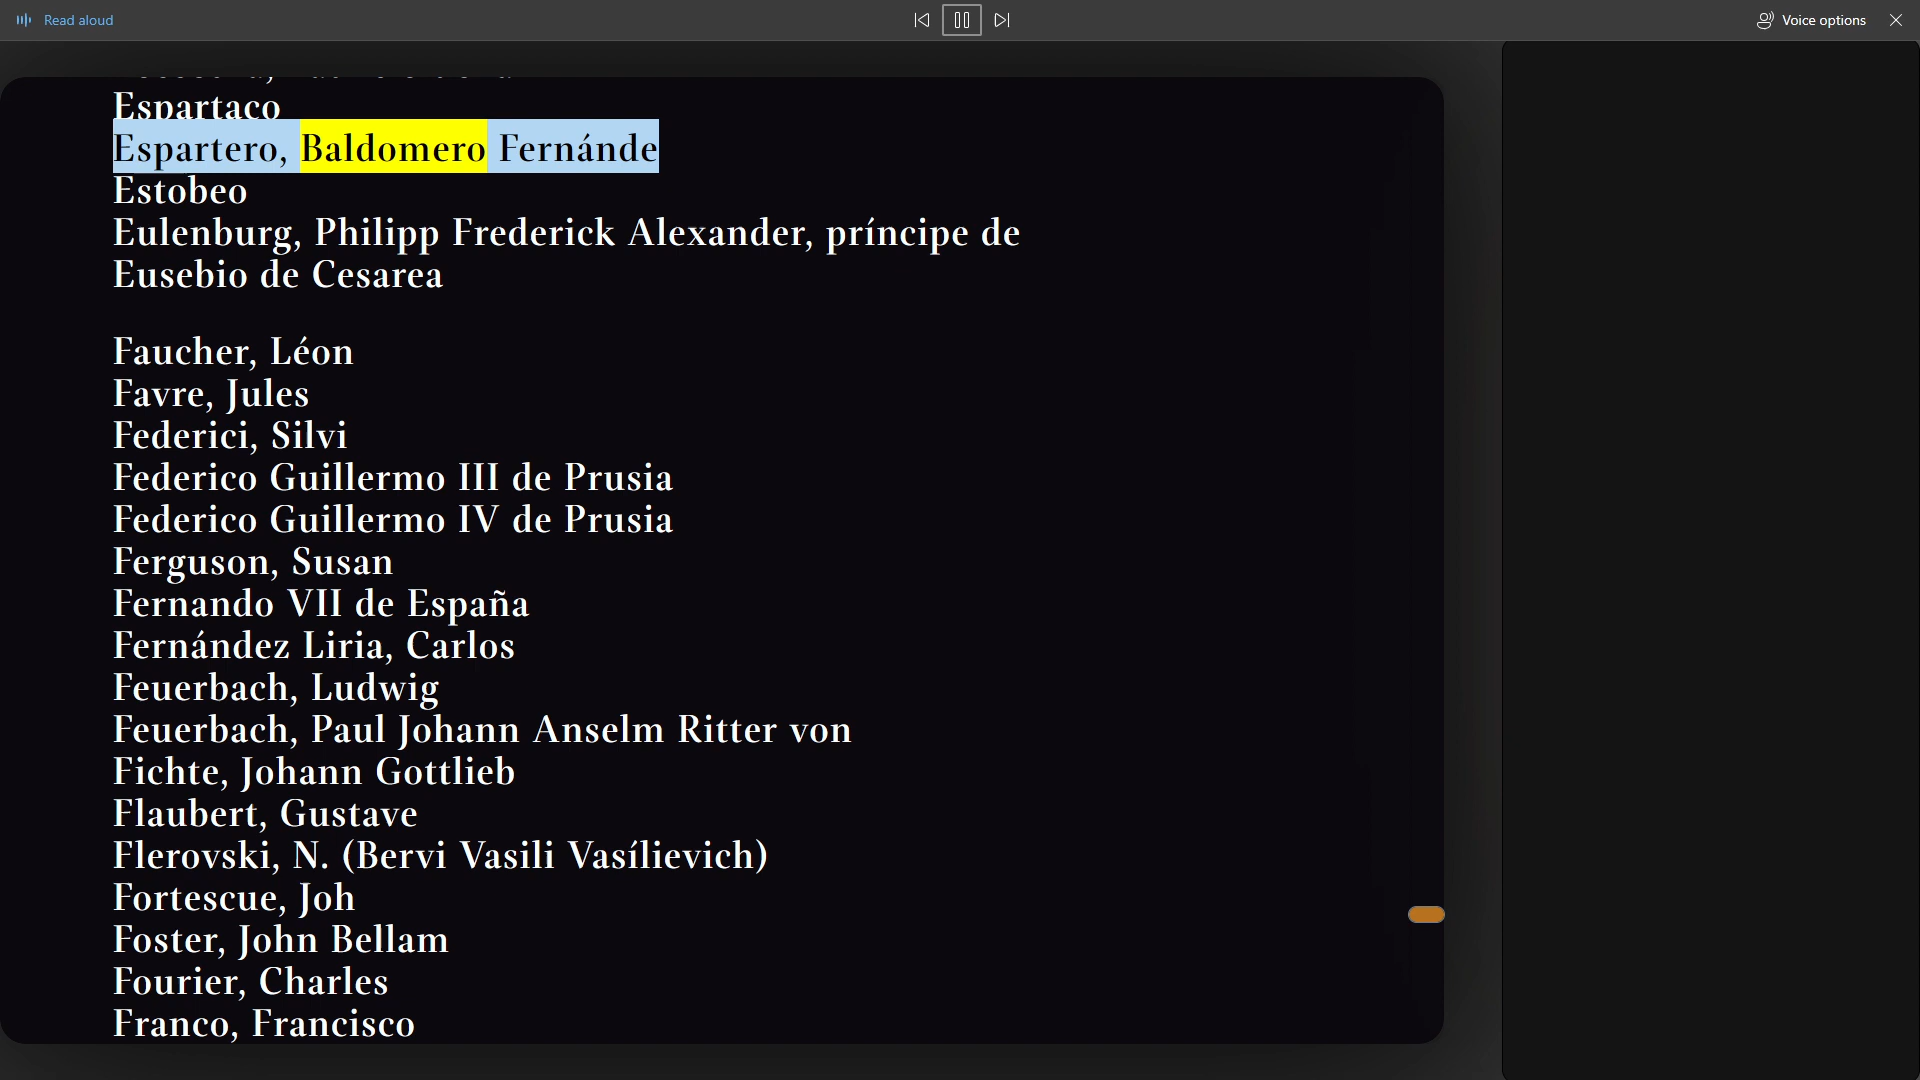 Read aloud
Voice options
Espartaco
Espartero, Baldomero Fernánde
Estobeo
Eulenburg, Philipp Frederick Alexander, príncipe de
Eusebio de Cesarea
Faucher, Léon
Favre, Jules
Federici, Silvi
Federico Guillermo III de Prusia
Federico Guillermo IV de Prusia
Ferguson, Susan
Fernando VII de España
Fernández Liria, Carlos
Feuerbach, Ludwig
Feuerbach, Paul Johann Anselm Ritter von
Fichte, Johann Gottlieb
Flaubert, Gustave
Flerovski, N. (Bervi Vasili Vasílievich)
Fortescue, Joh
Foster, John Bellam
Fourier, Charles
Franco, Francisco